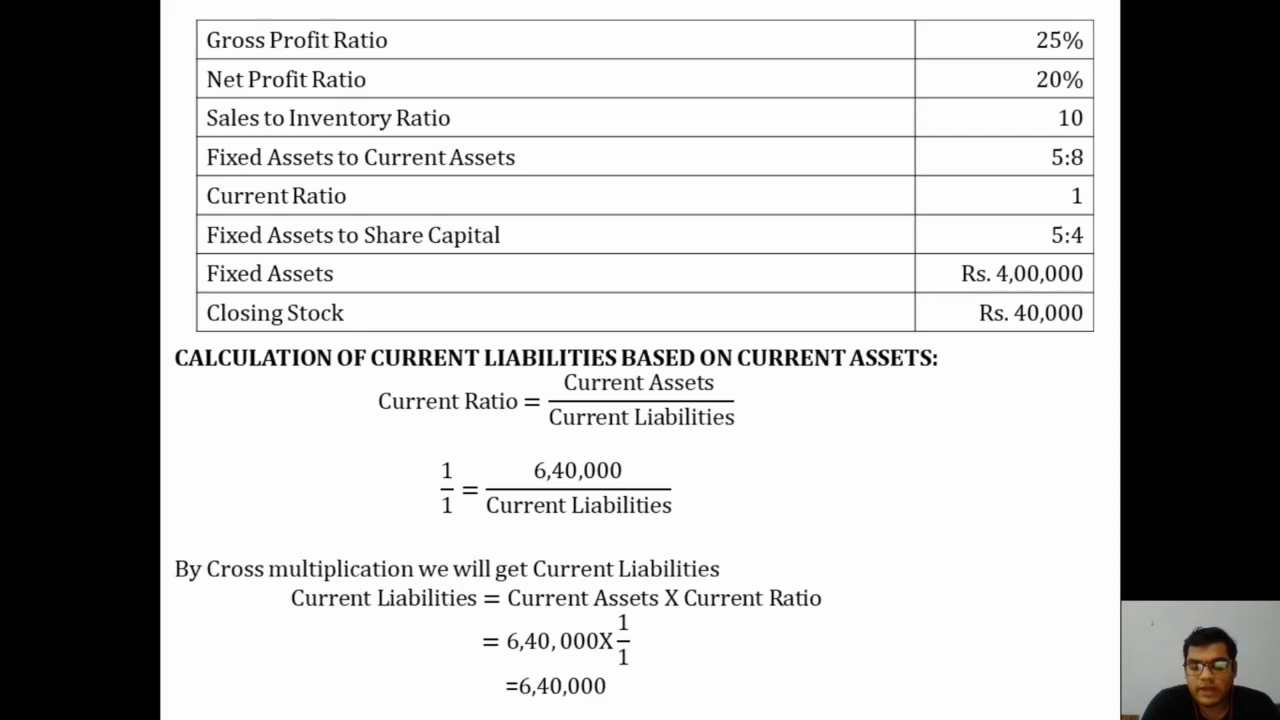 Gross Profit Ratio 25%
Net Profit Ratio 20%
Sales to Inventory Ratio 10
Fixed Assets to Current Assets 5:8
Current Ratio 1
Fixed Assets to Share Capital 5:4
Fixed Assets Rs. 4,00,000
Closing Stock Rs. 40,000
CALCULATION OF CURRENT LIABILITIES BASED ON CURRENT ASSETS:
Current Assets
Current Ratio =
Current Liabilities
1 6,40,000
=
1 Current Liabilities
By Cross multiplication we will get Current Liabilities
Current Liabilities = Current Assets X Current Ratio
1
= 6,40,000X
1
=6,40,000